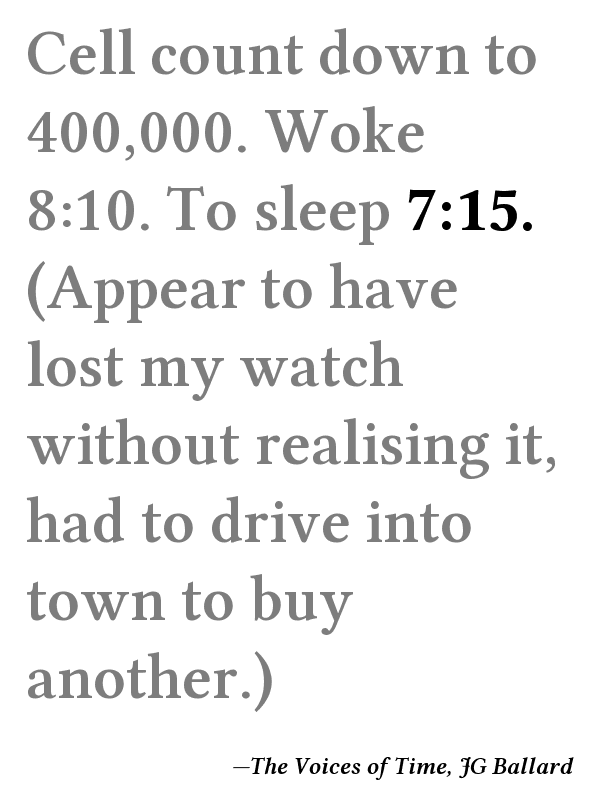 Cell count down to
400,000. Woke
8:10. To sleep 7:15.
(Appear to have
lost my watch
without realising it,
had to drive into
town to buy
another.)
—The Voices of Time, JG Ballard